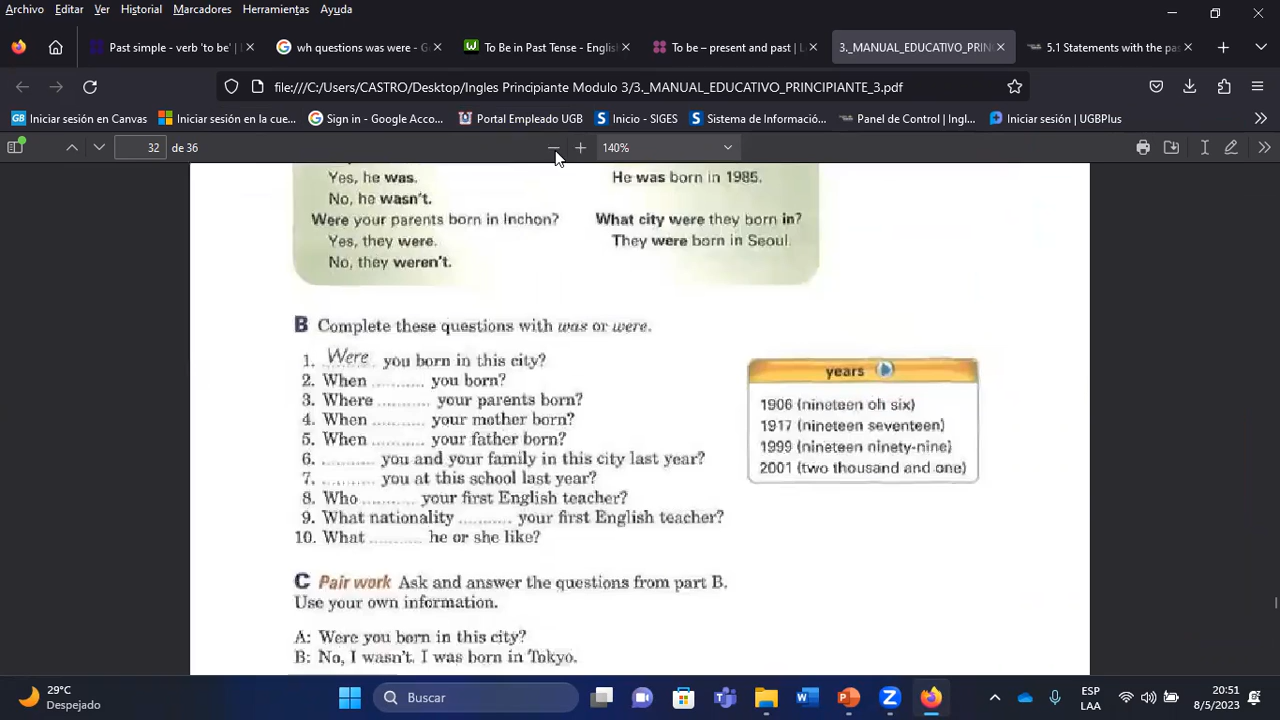 Archivo Editar Ver Historial Marcadores Herramientas Ayuda
Past simple - verb 'to be' | L
wh questions was were - G
To Be in Past Tense - Englis
To be – present and past | L
3._MANUAL_EDUCATIVO_PRIN
5.1 Statements with the pas
file:///C:/Users/CASTRO/Desktop/Ingles Principiante Modulo 3/3._MANUAL_EDUCATIVO_PRINCIPIANTE_3.pdf
Iniciar sesión en Canvas
Iniciar sesión en la cue...
Sign in - Google Acco...
Portal Empleado UGB
Inicio - SIGES
Sistema de Informació...
Panel de Control | Ingl...
Iniciar sesión | UGBPlus
32 de 36
140%
Yes, he was.
No, he wasn't.
Were your parents born in Inchon?
Yes, they were.
No, they weren't.
He was born in 1985.
What city were they born in?
They were born in Seoul.
B Complete these questions with was or were.
1. Were you born in this city?
2. When .......... you born?
3. Where .......... your parents born?
4. When .......... your mother born?
5. When .......... your father born?
6. .......... you and your family in this city last year?
7. .......... you at this school last year?
8. Who .......... your first English teacher?
9. What nationality .......... your first English teacher?
10. What .......... he or she like?
years
1906 (nineteen oh six)
1917 (nineteen seventeen)
1999 (nineteen ninety-nine)
2001 (two thousand and one)
C Pair work Ask and answer the questions from part B.
Use your own information.
A: Were you born in this city?
B: No, I wasn't. I was born in Tokyo.
29°C
Despejado
Buscar
ESP
LAA
20:51
8/5/2023